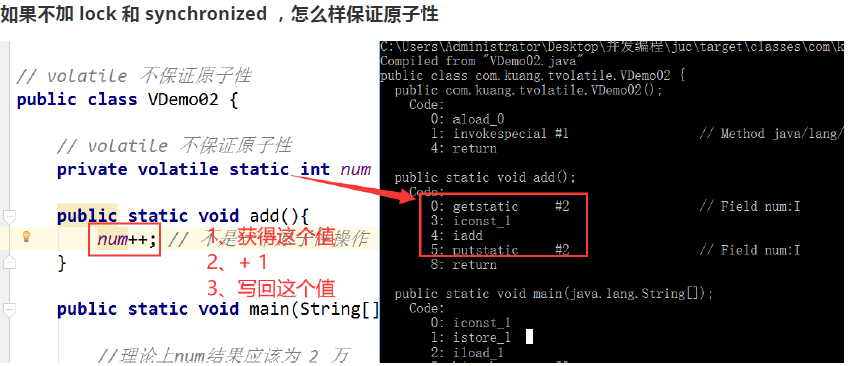 如果不加 lock 和 synchronized ，怎么样保证原子性
// volatile 不保证原子性
public class VDemo02 {
// volatile 不保证原子性
private volatile static int num
public static void add(){
num++; // 不是一个原子性操作
1、获得这个值
2、+ 1
3、写回这个值
}
public static void main(String[]
//理论上num结果应该为 2 万
C:\Users\Administrator\Desktop\开发编程\juc\target\classes\com\k
Compiled from "VDemo02.java"
public class com.kuang.tvolatile.VDemo02 {
public com.kuang.tvolatile.VDemo02();
Code:
0: aload_0
1: invokespecial #1 // Method java/lang/
4: return
public static void add();
Code:
0: getstatic #2 // Field num:I
3: iconst_1
4: iadd
5: putstatic #2 // Field num:I
8: return
public static void main(java.lang.String[]);
Code:
0: iconst_1
1: istore_1
2: iload_1